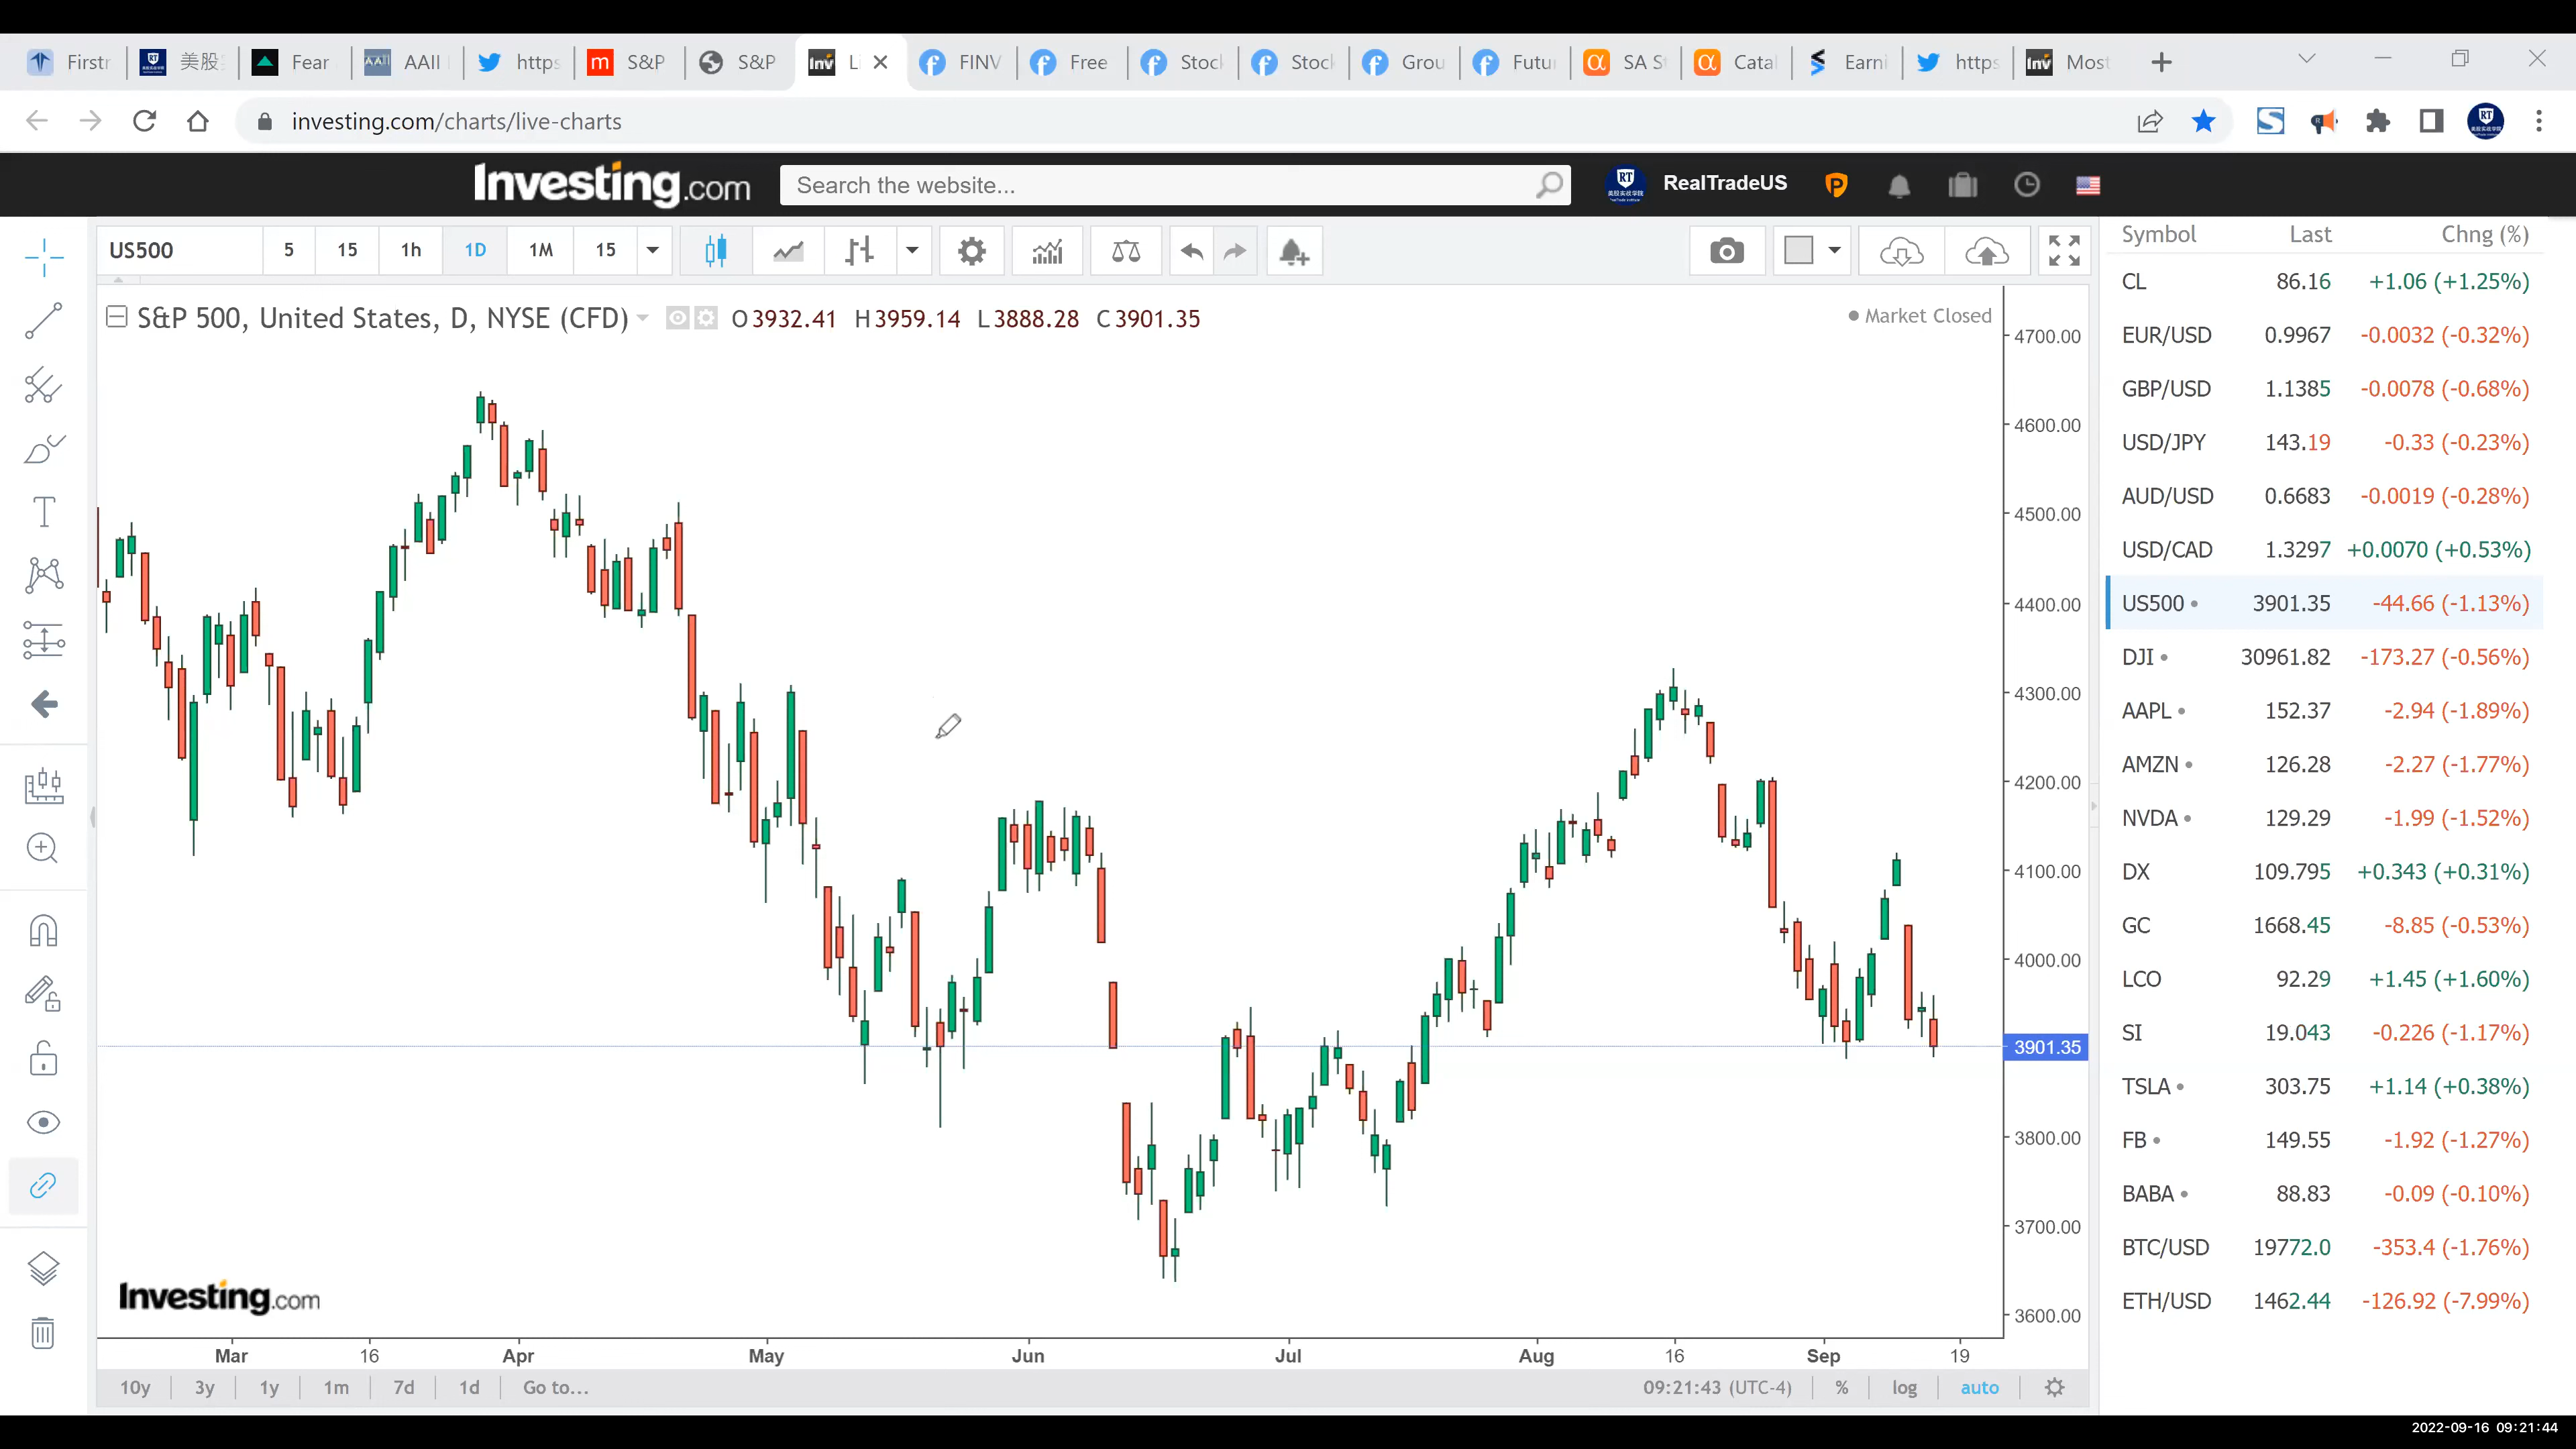 Firstr 美股 Fear AAII https S&P S&P Li FINV Free Stock Stock Grou Futur SA St Catal Earni https Most
investing.com/charts/live-charts
Investing.com Search the website... RealTradeUS
US500 5 15 1h 1D 1M 15
Symbol Last Chng (%)
S&P 500, United States, D, NYSE (CFD) O3932.41 H3959.14 L3888.28 C3901.35 Market Closed
4700.00
4600.00
4500.00
4400.00
4300.00
4200.00
4100.00
4000.00
3901.35
3800.00
3700.00
3600.00
CL 86.16 +1.06 (+1.25%)
EUR/USD 0.9967 -0.0032 (-0.32%)
GBP/USD 1.1385 -0.0078 (-0.68%)
USD/JPY 143.19 -0.33 (-0.23%)
AUD/USD 0.6683 -0.0019 (-0.28%)
USD/CAD 1.3297 +0.0070 (+0.53%)
US500 3901.35 -44.66 (-1.13%)
DJI 30961.82 -173.27 (-0.56%)
AAPL 152.37 -2.94 (-1.89%)
AMZN 126.28 -2.27 (-1.77%)
NVDA 129.29 -1.99 (-1.52%)
DX 109.795 +0.343 (+0.31%)
GC 1668.45 -8.85 (-0.53%)
LCO 92.29 +1.45 (+1.60%)
SI 19.043 -0.226 (-1.17%)
TSLA 303.75 +1.14 (+0.38%)
FB 149.55 -1.92 (-1.27%)
BABA 88.83 -0.09 (-0.10%)
BTC/USD 19772.0 -353.4 (-1.76%)
ETH/USD 1462.44 -126.92 (-7.99%)
Investing.com
Mar 16 Apr May Jun Jul Aug 16 Sep 19
10y 3y 1y 1m 7d 1d Go to... 09:21:43 (UTC-4) % log auto
2022-09-16 09:21:44